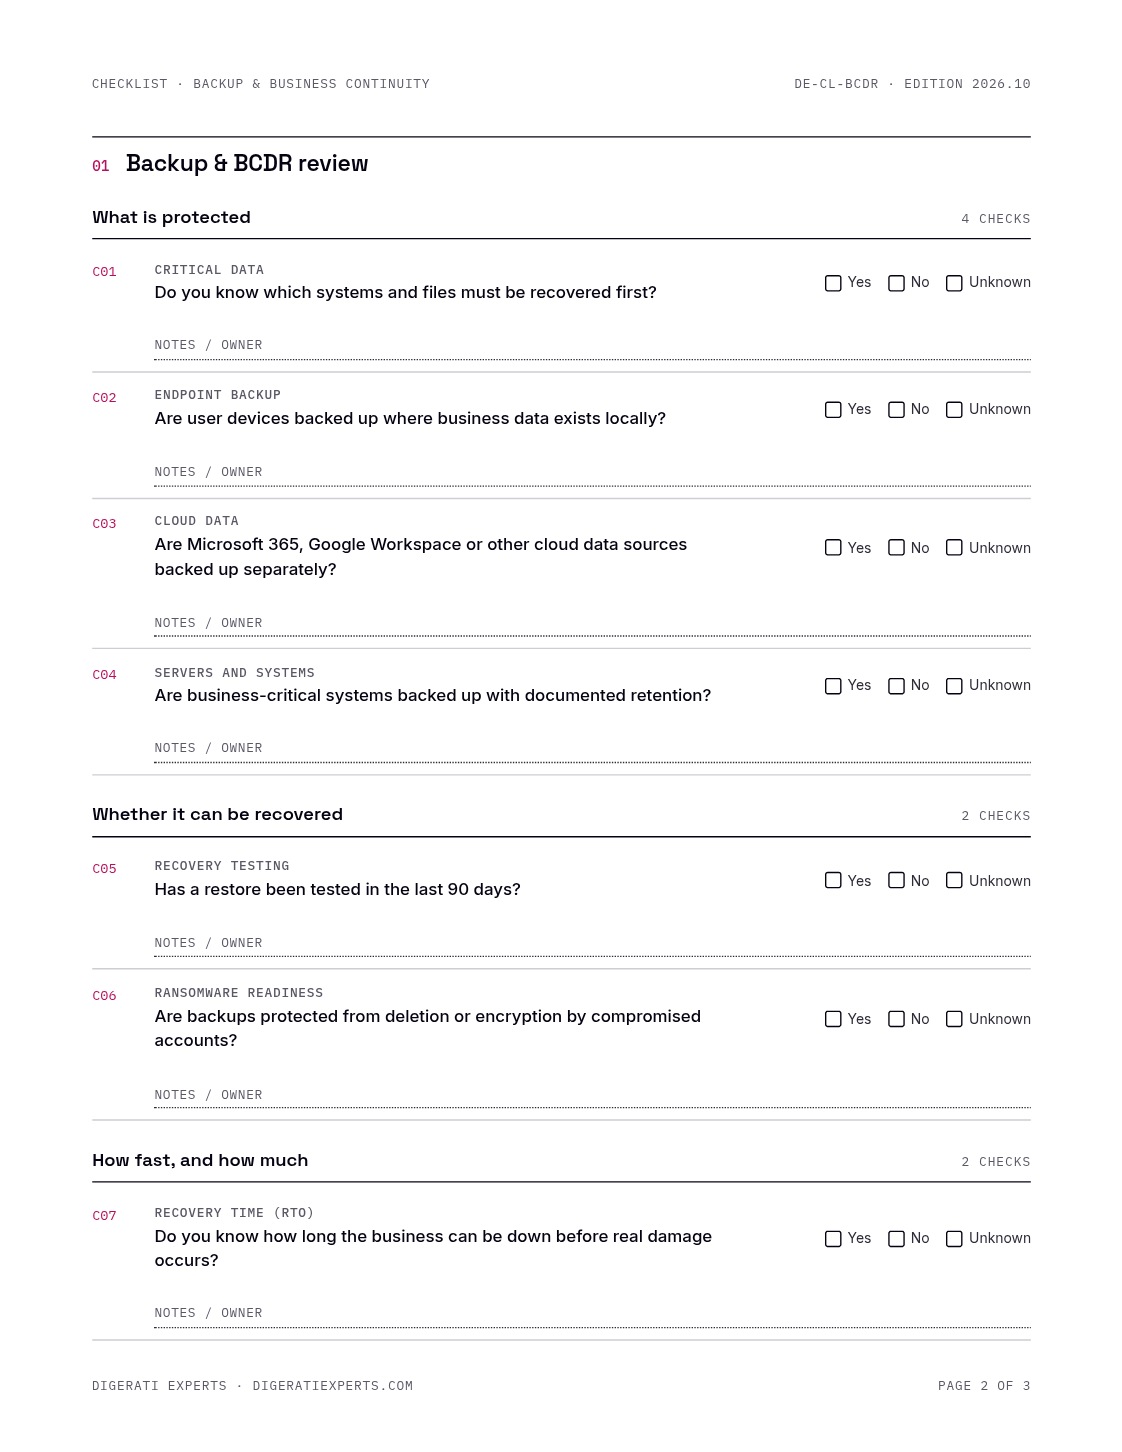 CHECKLIST · BACKUP & BUSINESS CONTINUITY
DE-CL-BCDR · EDITION 2026.10
01 Backup & BCDR review
What is protected
4 CHECKS
C01
CRITICAL DATA
Do you know which systems and files must be recovered first?
Yes No Unknown
NOTES / OWNER
C02
ENDPOINT BACKUP
Are user devices backed up where business data exists locally?
Yes No Unknown
NOTES / OWNER
C03
CLOUD DATA
Are Microsoft 365, Google Workspace or other cloud data sources
backed up separately?
Yes No Unknown
NOTES / OWNER
C04
SERVERS AND SYSTEMS
Are business-critical systems backed up with documented retention?
Yes No Unknown
NOTES / OWNER
Whether it can be recovered
2 CHECKS
C05
RECOVERY TESTING
Has a restore been tested in the last 90 days?
Yes No Unknown
NOTES / OWNER
C06
RANSOMWARE READINESS
Are backups protected from deletion or encryption by compromised
accounts?
Yes No Unknown
NOTES / OWNER
How fast, and how much
2 CHECKS
C07
RECOVERY TIME (RTO)
Do you know how long the business can be down before real damage
occurs?
Yes No Unknown
NOTES / OWNER
DIGERATI EXPERTS · DIGERATIEXPERTS.COM
PAGE 2 OF 3